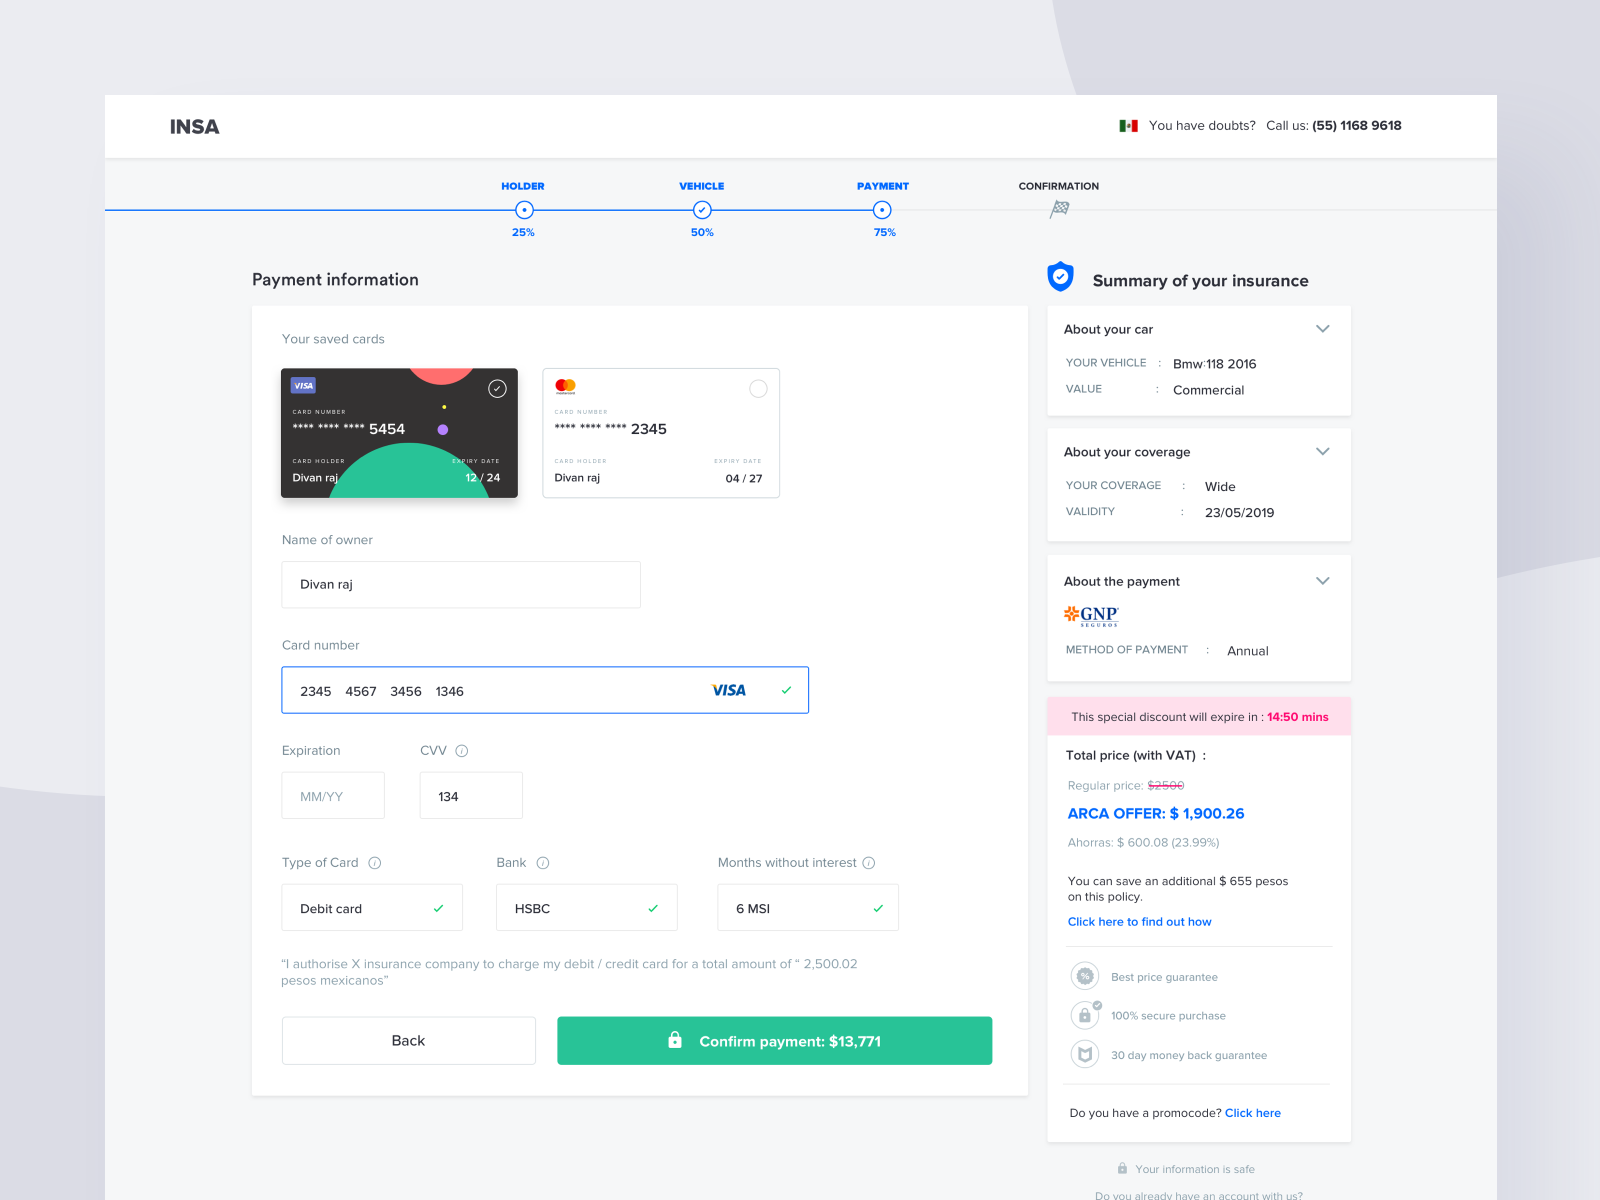 INSA
You have doubts? Call us: (55) 1168 9618
HOLDER
VEHICLE
PAYMENT
CONFIRMATION
25%
50%
75%
Payment information
Your saved cards
VISA
CARD NUMBER
**** **** **** 5454
CARD HOLDER
EXPIRY DATE
Divan raj
12 / 24
mastercard
CARD NUMBER
**** **** **** 2345
CARD HOLDER
EXPIRY DATE
Divan raj
04 / 27
Name of owner
Divan raj
Card number
2345 4567 3456 1346
VISA
Expiration
CVV
MM/YY
134
Type of Card
Bank
Months without interest
Debit card
HSBC
6 MSI
“I authorise X insurance company to charge my debit / credit card for a total amount of “ 2,500.02
pesos mexicanos”
Back
Confirm payment: $13,771
Summary of your insurance
About your car
YOUR VEHICLE : Bmw:118 2016
VALUE : Commercial
About your coverage
YOUR COVERAGE : Wide
VALIDITY : 23/05/2019
About the payment
GNP
SEGUROS
METHOD OF PAYMENT : Annual
This special discount will expire in : 14:50 mins
Total price (with VAT) :
Regular price: $2500
ARCA OFFER: $ 1,900.26
Ahorras: $ 600.08 (23.99%)
You can save an additional $ 655 pesos
on this policy.
Click here to find out how
Best price guarantee
100% secure purchase
30 day money back guarantee
Do you have a promocode? Click here
Your information is safe
Do you already have an account with us?